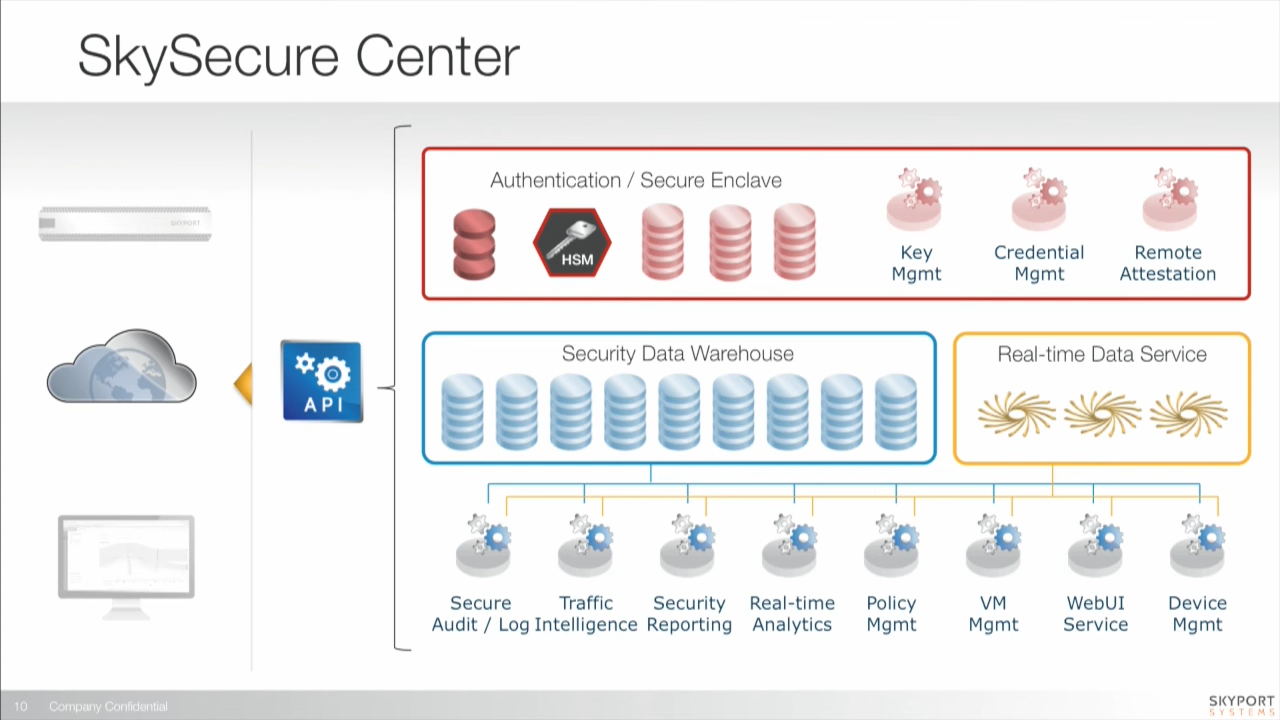 SkySecure Center
SKYPORT
API
Authentication / Secure Enclave
HSM
Key
Mgmt
Credential
Mgmt
Remote
Attestation
Security Data Warehouse
Real-time Data Service
Secure
Audit / Log
Traffic
Intelligence
Security
Reporting
Real-time
Analytics
Policy
Mgmt
VM
Mgmt
WebUI
Service
Device
Mgmt
10 Company Confidential
SKYPORT
SYSTEMS